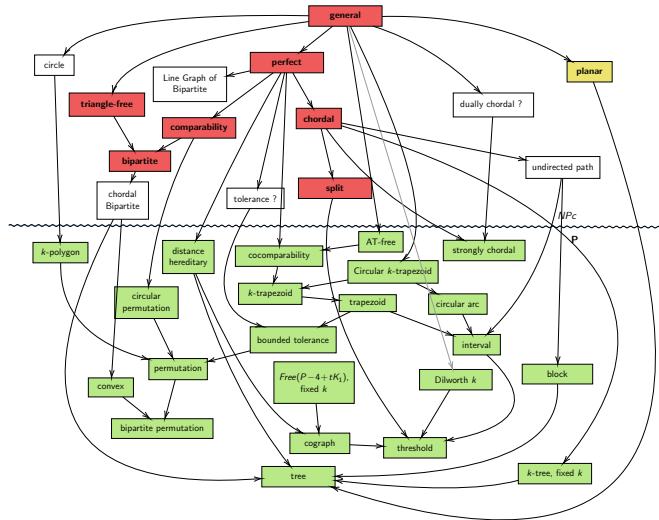 general
circle
perfect
Line Graph of
Bipartite
planar
triangle-free
dually chordal ?
comparability
chordal
bipartite
undirected path
chordal
Bipartite
split
tolerance ?
NPc
P
k-polygon
distance
hereditary
cocomparability
AT-free
strongly chordal
Circular k-trapezoid
k-trapezoid
circular
permutation
trapezoid
circular arc
bounded tolerance
interval
permutation
convex
Free(P−4+tK₁),
fixed k
Dilworth k
block
bipartite permutation
cograph
threshold
tree
k-tree, fixed k